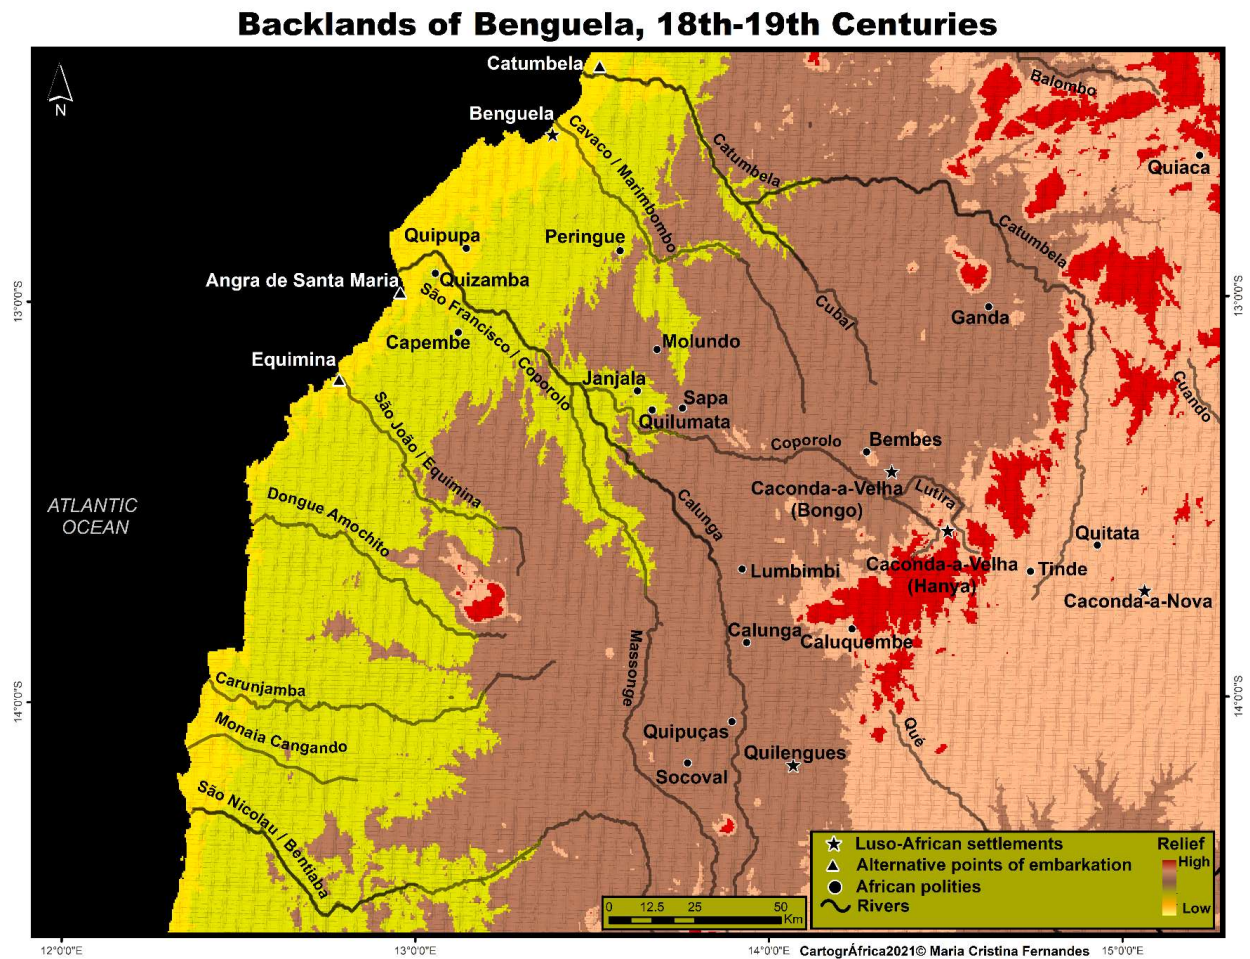 Backlands of Benguela, 18th-19th Centuries
N
Catumbela
Benguela
Balombo
Cavaco / Marimbombo
Catumbela
Quiaca
Quipupa
Peringue
Catumbela
Angra de Santa Maria
Quizamba
São Francisco / Coporolo
Cubal
Ganda
13°0'0"S
13°0'0"S
Capembe
Molundo
Equimina
Janjala
Sapa
Quilumata
Cuando
São João / Equimina
Coporolo
Bembes
Caconda-a-Velha
(Bongo)
Lutira
ATLANTIC
OCEAN
Dongue Amochito
Calunga
Quitata
Caconda-a-Velha
(Hanya)
Tinde
Lumbimbi
Caconda-a-Nova
Calunga
Caluquembe
Massonge
Carunjamba
14°0'0"S
14°0'0"S
Monaia Cangando
Quipuças
Qué
Quilengues
Socoval
São Nicolau / Bentiaba
Luso-African settlements
Alternative points of embarkation
African polities
Rivers
Relief
High
Low
0 12.5 25 50
Km
12°0'0"E 13°0'0"E 14°0'0"E 15°0'0"E
CartogrÁfrica2021© Maria Cristina Fernandes